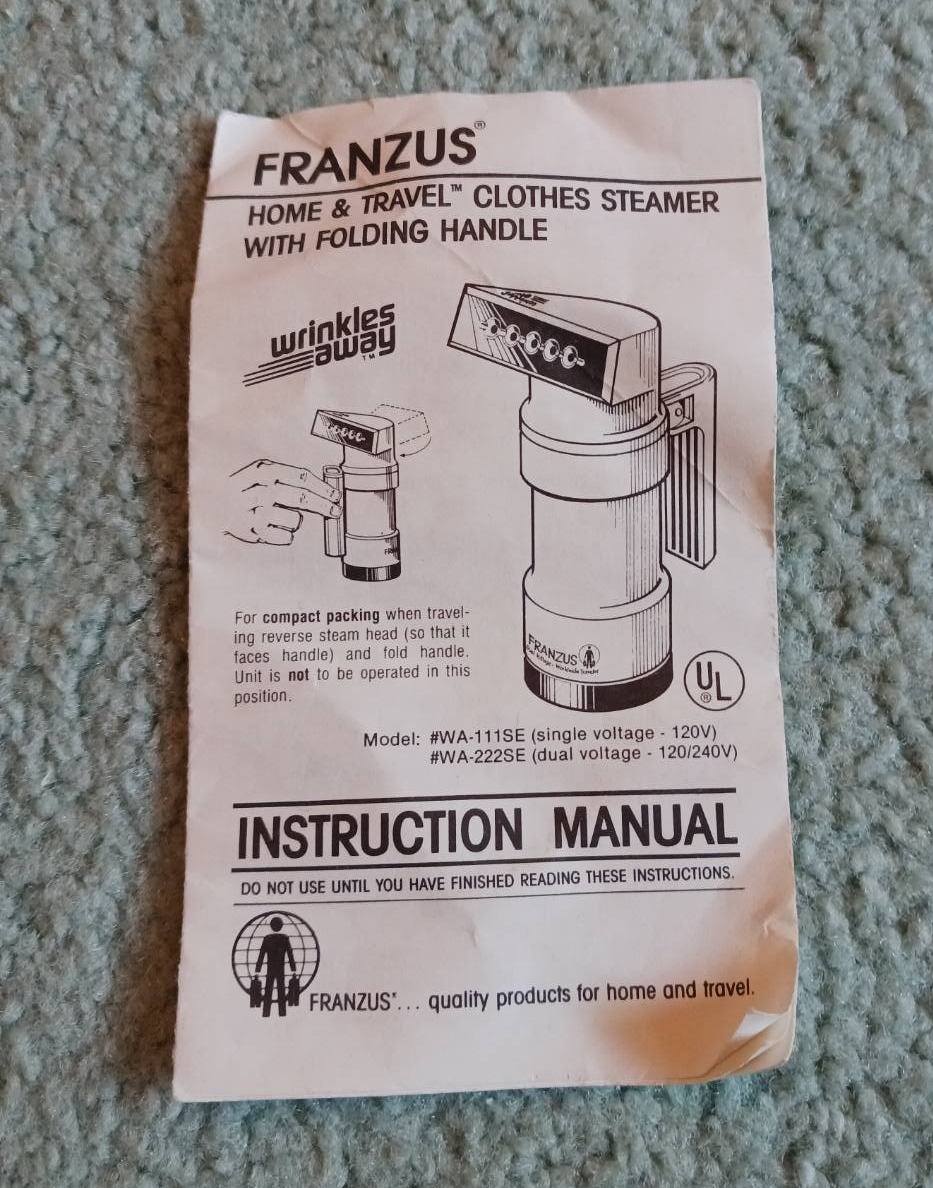 FRANZUS®
HOME & TRAVEL™ CLOTHES STEAMER
WITH FOLDING HANDLE
wrinkles
away
TM
For compact packing when travel-
ing reverse steam head (so that it
faces handle) and fold handle.
Unit is not to be operated in this
position.
FRANZUS
Dual Voltage - Worldwide
UL
®
Model: #WA-111SE (single voltage - 120V)
#WA-222SE (dual voltage - 120/240V)
INSTRUCTION MANUAL
DO NOT USE UNTIL YOU HAVE FINISHED READING THESE INSTRUCTIONS.
FRANZUS®... quality products for home and travel.